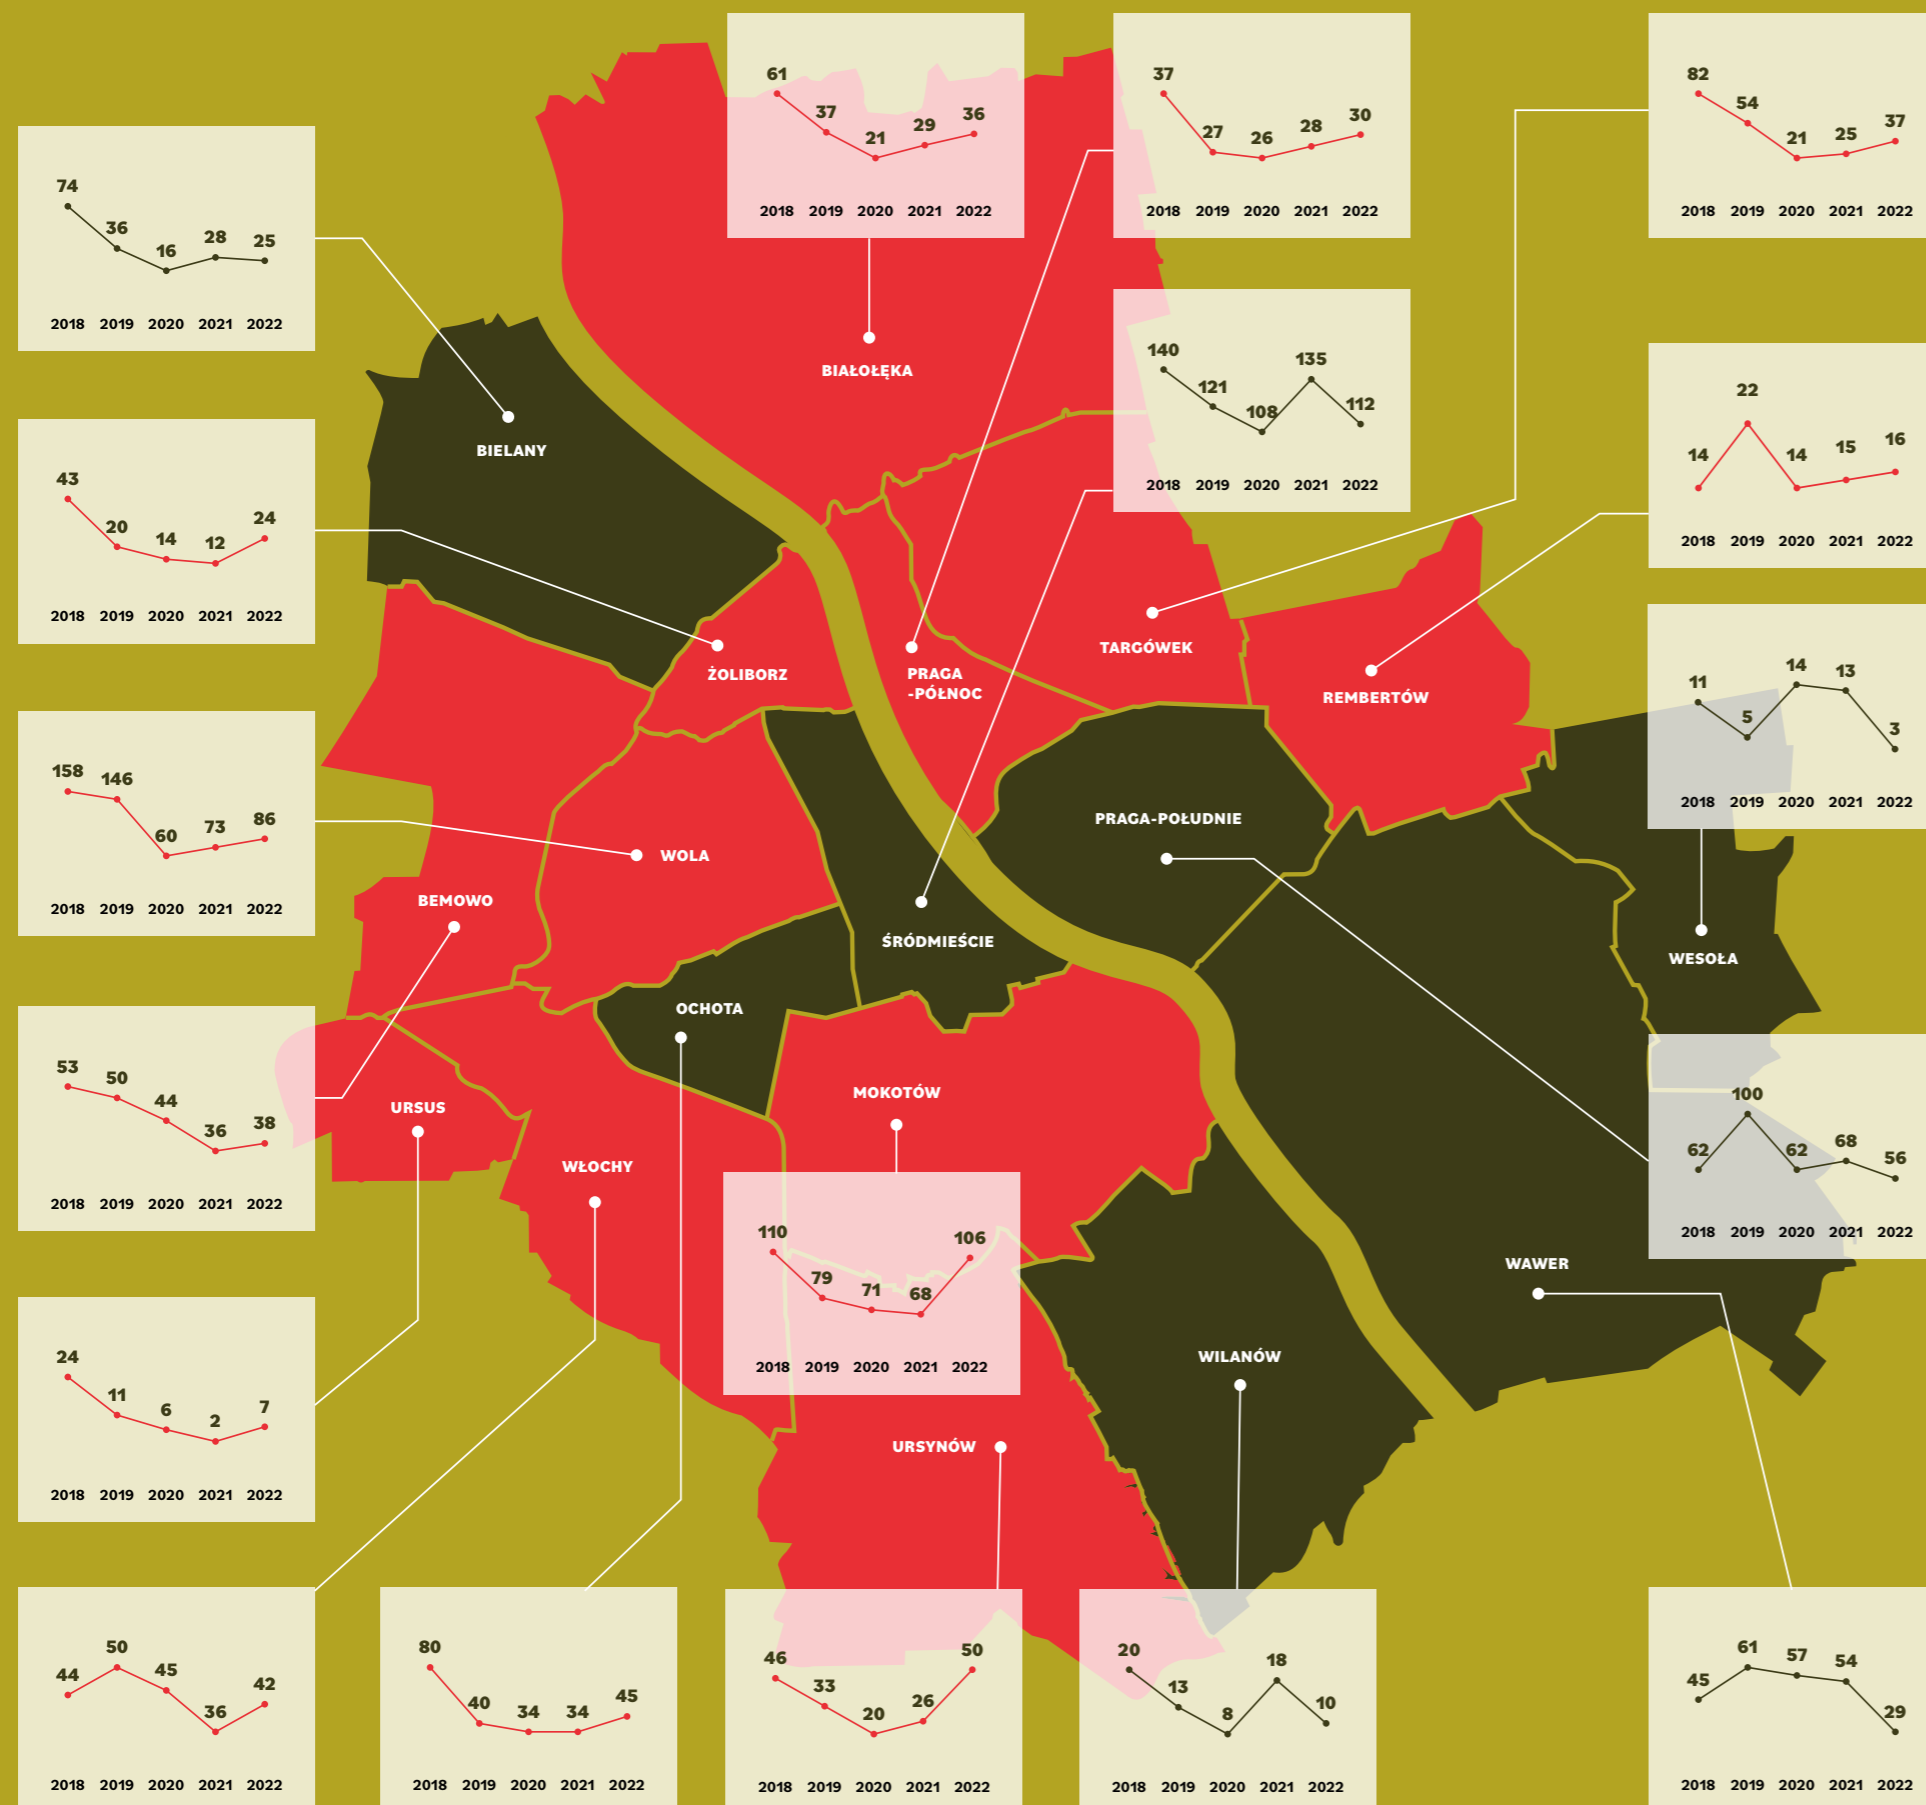 61
37
21
29
36
2018 2019 2020 2021 2022
37
27
26
28
30
2018 2019 2020 2021 2022
82
54
21
25
37
2018 2019 2020 2021 2022
74
36
16
28
25
2018 2019 2020 2021 2022
140
121
108
135
112
2018 2019 2020 2021 2022
BIAŁOŁĘKA
14
22
14
15
16
2018 2019 2020 2021 2022
BIELANY
43
20
14
12
24
2018 2019 2020 2021 2022
ŻOLIBORZ
PRAGA
-PÓŁNOC
TARGÓWEK
REMBERTÓW
11
5
14
13
3
2018 2019 2020 2021 2022
158
146
60
73
86
2018 2019 2020 2021 2022
WOLA
PRAGA-POŁUDNIE
BEMOWO
ŚRÓDMIEŚCIE
WESOŁA
OCHOTA
53
50
44
36
38
2018 2019 2020 2021 2022
URSUS
MOKOTÓW
62
100
62
68
56
2018 2019 2020 2021 2022
WŁOCHY
110
79
71
68
106
2018 2019 2020 2021 2022
WAWER
24
11
6
2
7
2018 2019 2020 2021 2022
WILANÓW
URSYNÓW
44
50
45
36
42
2018 2019 2020 2021 2022
80
40
34
34
45
2018 2019 2020 2021 2022
46
33
20
26
50
2018 2019 2020 2021 2022
20
13
8
18
10
2018 2019 2020 2021 2022
45
61
57
54
29
2018 2019 2020 2021 2022